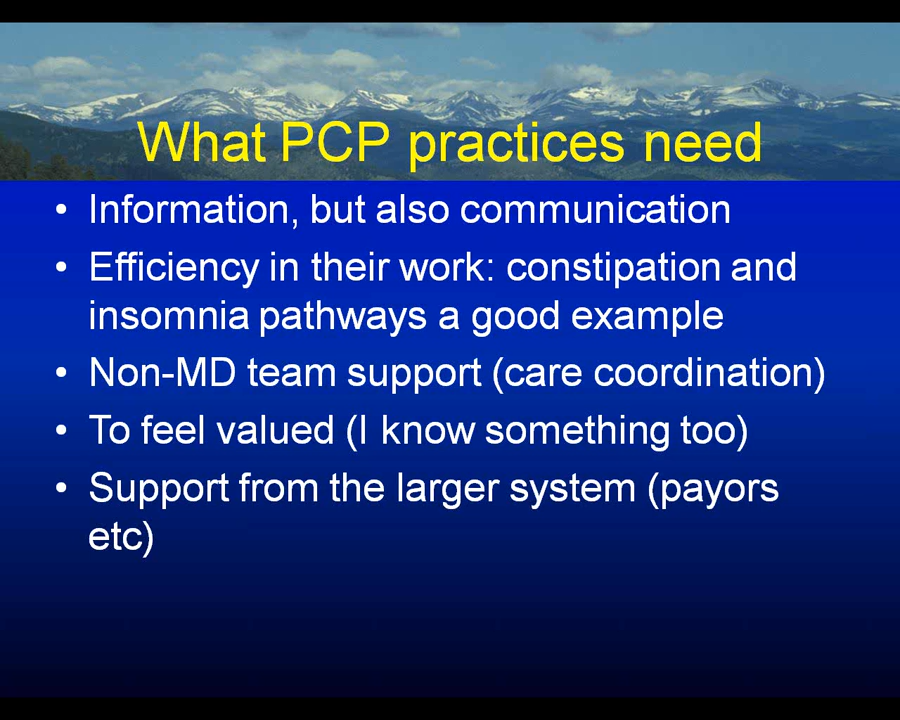 What PCP practices need
• Information, but also communication
• Efficiency in their work: constipation and
insomnia pathways a good example
• Non-MD team support (care coordination)
• To feel valued (I know something too)
• Support from the larger system (payors
etc)